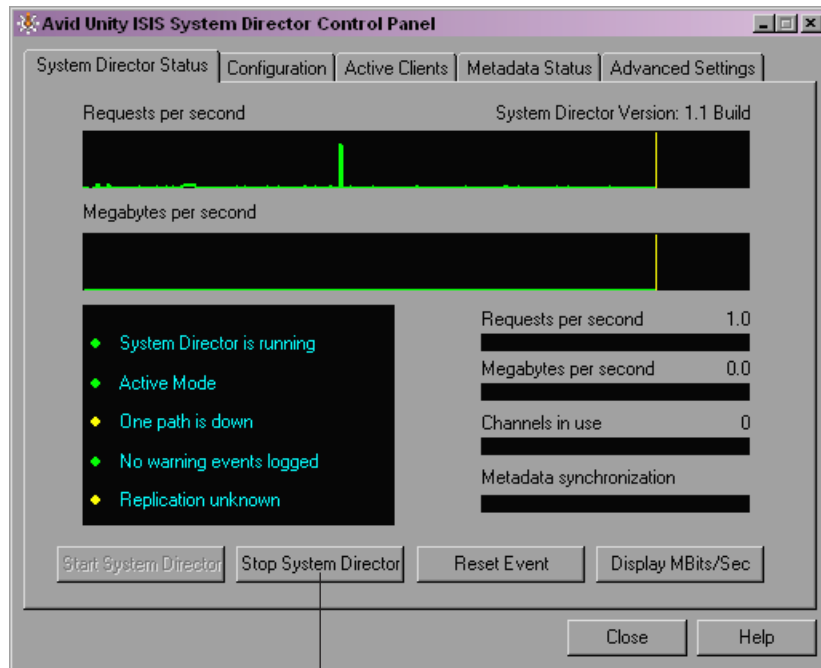 Avid Unity ISIS System Director Control Panel
System Director Status Configuration Active Clients Metadata Status Advanced Settings
Requests per second System Director Version: 1.1 Build
Megabytes per second
System Director is running
Active Mode
One path is down
No warning events logged
Replication unknown
Requests per second 1.0
Megabytes per second 0.0
Channels in use 0
Metadata synchronization
Start System Director Stop System Director Reset Event Display MBits/Sec
Close Help